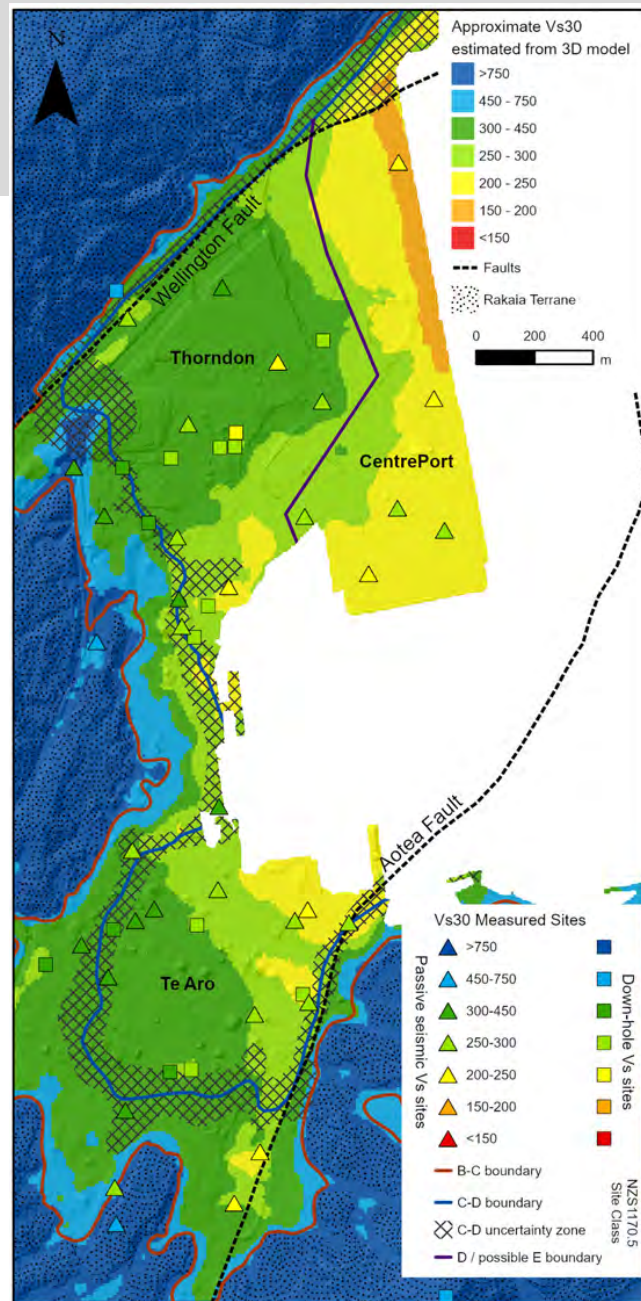 N
Approximate Vs30
estimated from 3D model
>750
450 - 750
300 - 450
250 - 300
200 - 250
150 - 200
<150
Faults
Rakaia Terrane
0 200 400
m
Wellington Fault
Thorndon
CentrePort
Aotea Fault
Te Aro
Vs30 Measured Sites
Passive seismic Vs sites
>750
450-750
300-450
250-300
200-250
150-200
<150
Down-hole Vs sites
B-C boundary
C-D boundary
C-D uncertainty zone
D / possible E boundary
NZS1170.5
Site Class